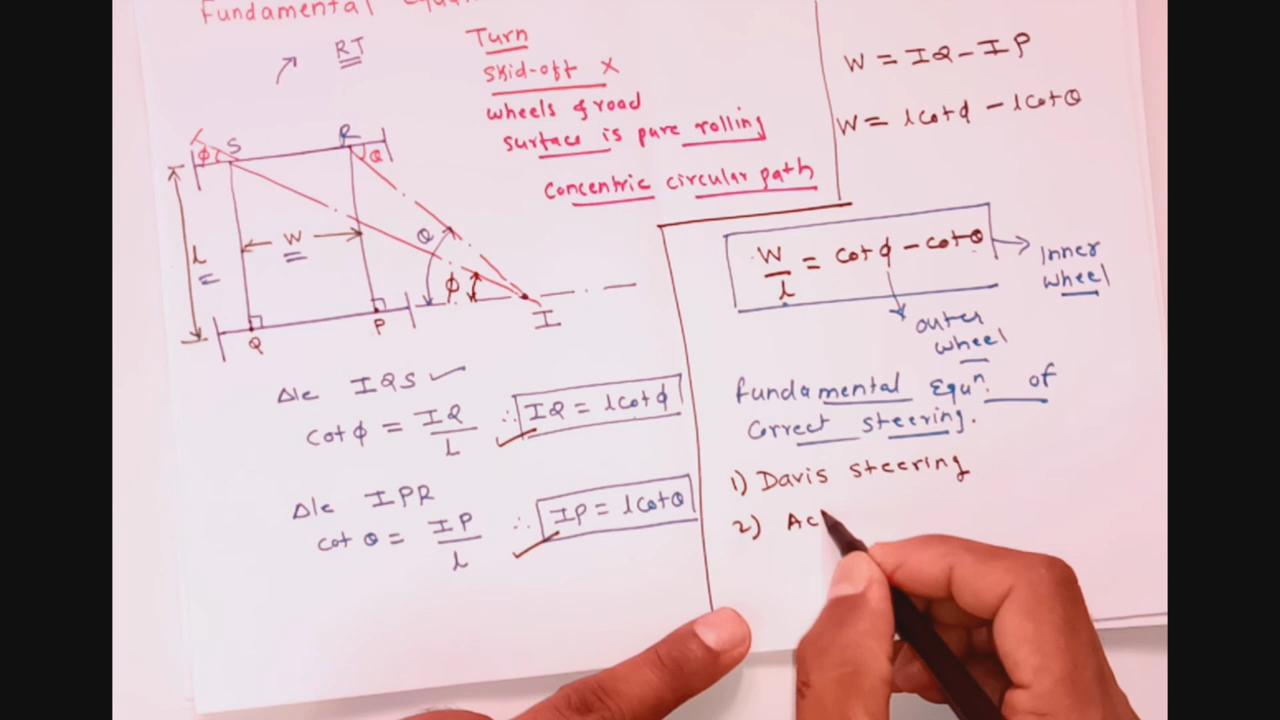 Fundamental Equa
RT
Turn
skid-off X
wheels & road
surface is pure rolling
concentric circular path
S
R
φ
θ
l
w
θ
φ
I
Q
P
Δle IQS ✓
cot φ = IQ/l
∴ IQ = l cot φ
Δle IPR
cot θ = IP/l
∴ IP = l cot θ
W = IQ - IP
W = l cot φ - l cot θ
W/l = cot φ - cot θ
Inner
wheel
outer
wheel
fundamental Equⁿ. of
correct steering.
1) Davis steering
2) Ac